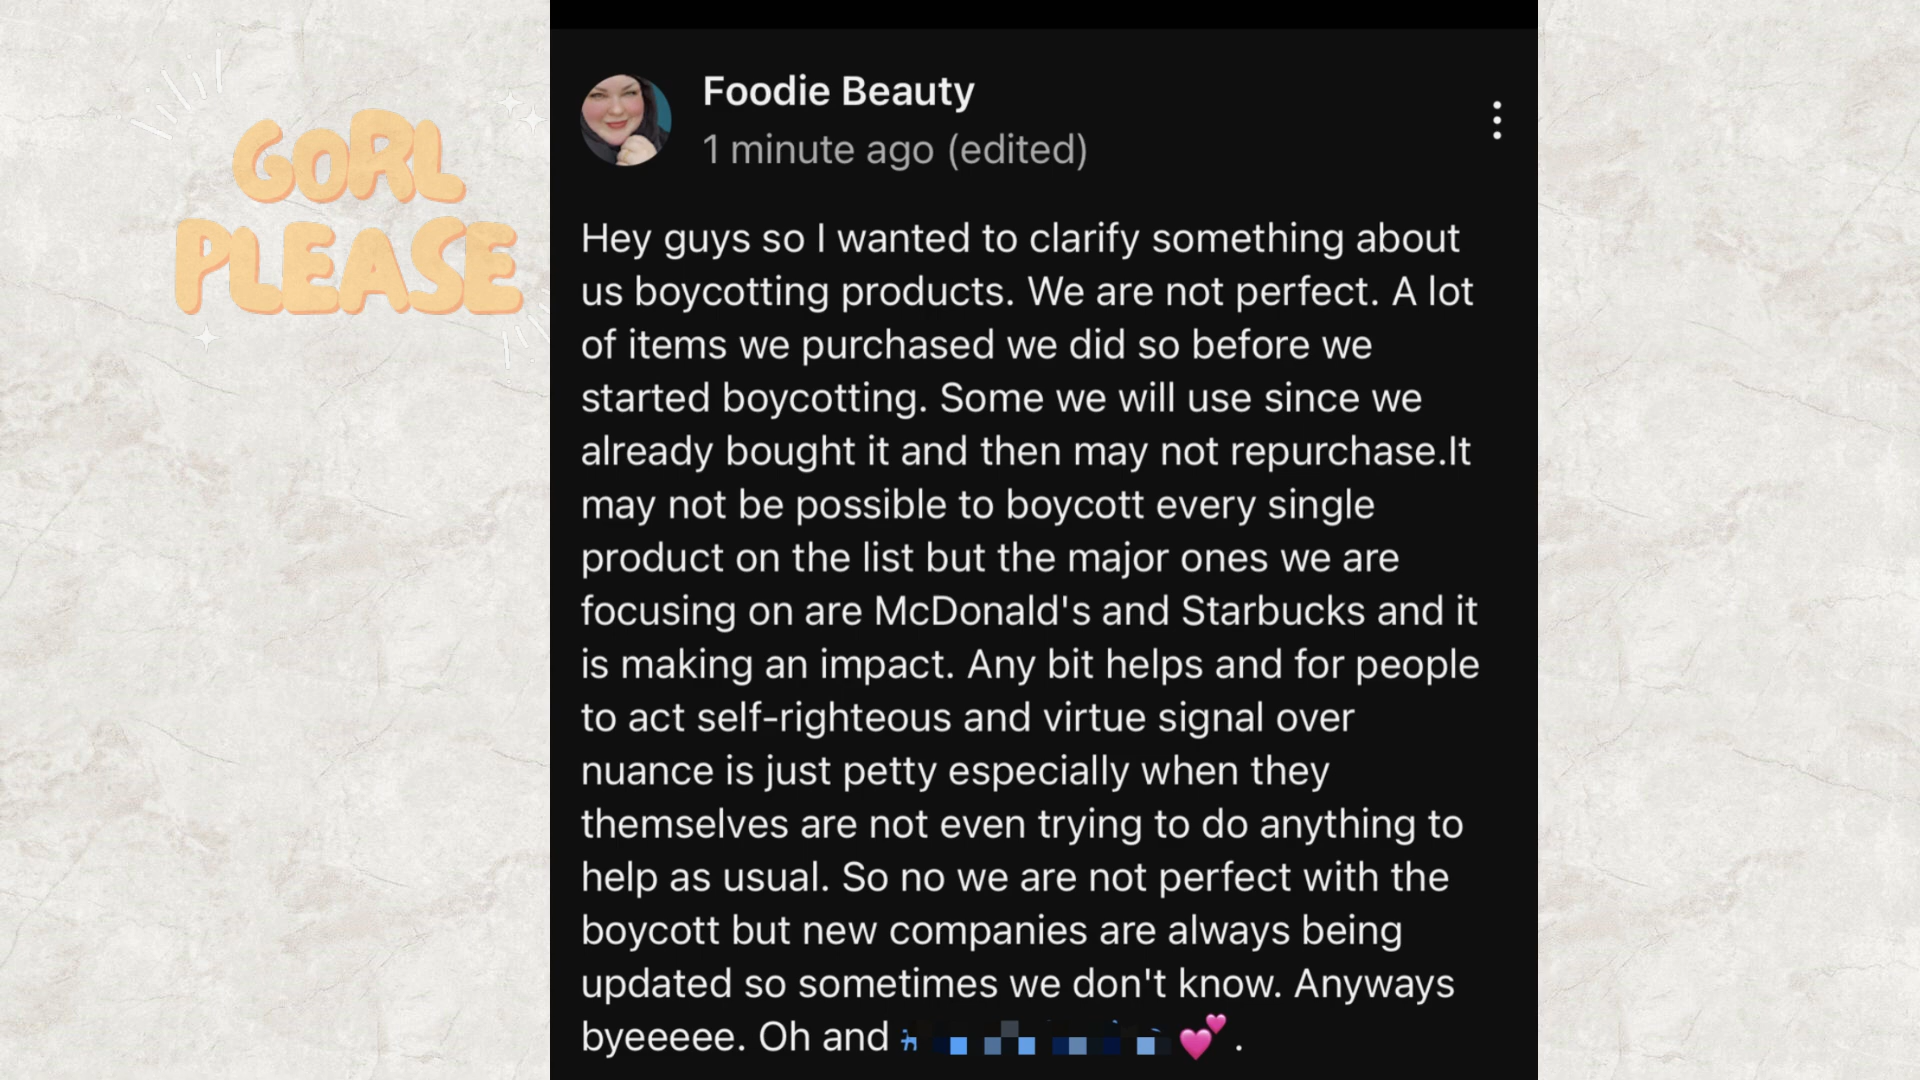 GORL
PLEASE
Foodie Beauty
1 minute ago (edited)
Hey guys so I wanted to clarify something about
us boycotting products. We are not perfect. A lot
of items we purchased we did so before we
started boycotting. Some we will use since we
already bought it and then may not repurchase.It
may not be possible to boycott every single
product on the list but the major ones we are
focusing on are McDonald's and Starbucks and it
is making an impact. Any bit helps and for people
to act self-righteous and virtue signal over
nuance is just petty especially when they
themselves are not even trying to do anything to
help as usual. So no we are not perfect with the
boycott but new companies are always being
updated so sometimes we don't know. Anyways
byeeeee. Oh and 💕 .